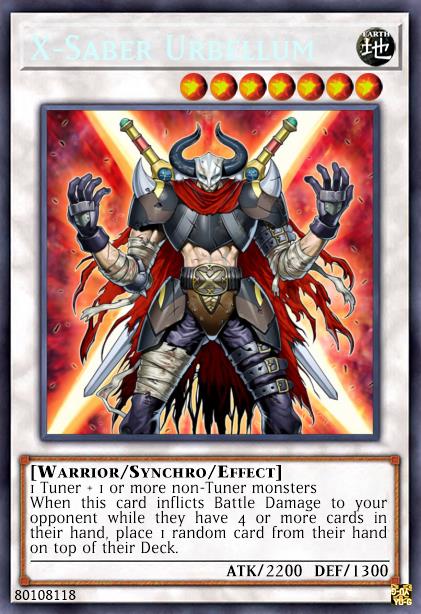 X-Saber Urbellum
EARTH
地
[Warrior/Synchro/Effect]
1 Tuner + 1 or more non-Tuner monsters
When this card inflicts Battle Damage to your
opponent while they have 4 or more cards in
their hand, place 1 random card from their hand
on top of their Deck.
ATK/2200 DEF/1300
80108118